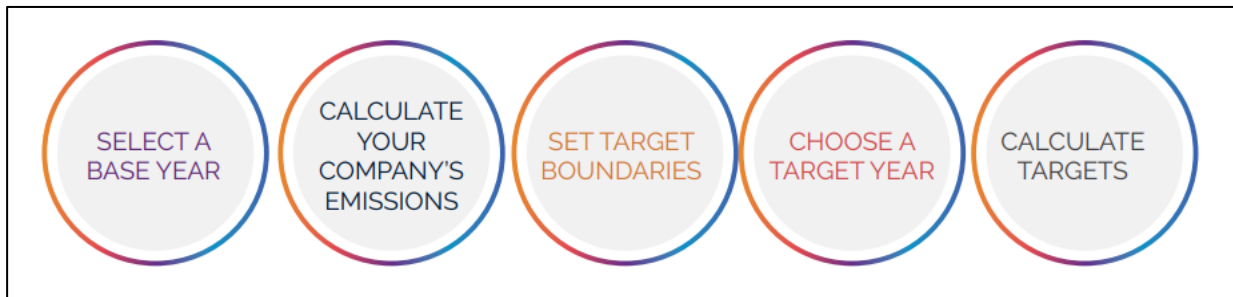 SELECT A
BASE YEAR
CALCULATE
YOUR
COMPANY'S
EMISSIONS
SET TARGET
BOUNDARIES
CHOOSE A
TARGET YEAR
CALCULATE
TARGETS